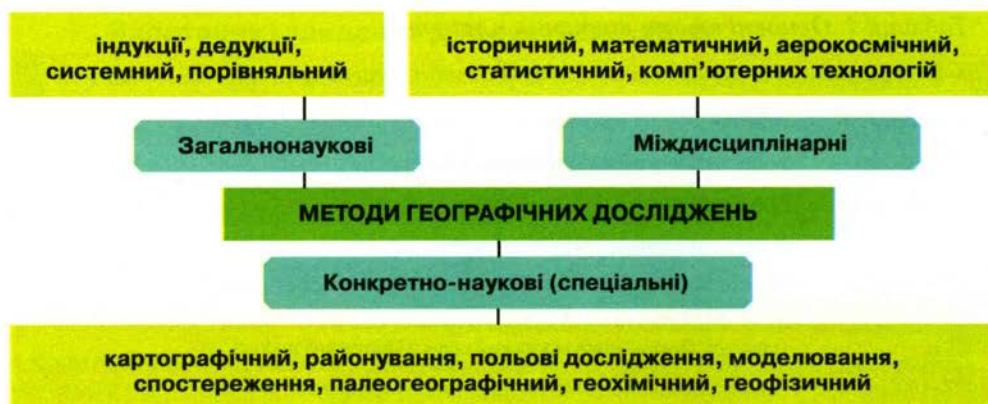 індукції, дедукції,
системний, порівняльний
історичний, математичний, аерокосмічний,
статистичний, комп’ютерних технологій
Загальнонаукові
Міждисциплінарні
МЕТОДИ ГЕОГРАФІЧНИХ ДОСЛІДЖЕНЬ
Конкретно-наукові (спеціальні)
картографічний, районування, польові дослідження, моделювання,
спостереження, палеогеографічний, геохімічний, геофізичний